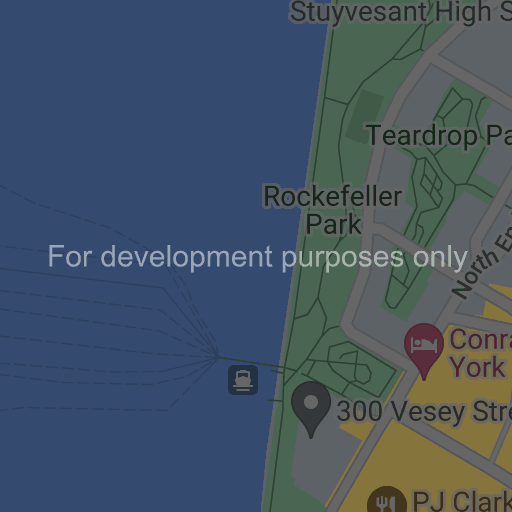 Stuyvesant High S
Teardrop Pa
Rockefeller
Park
For development purposes only
North En
Conra
York
300 Vesey Stre
PJ Clark